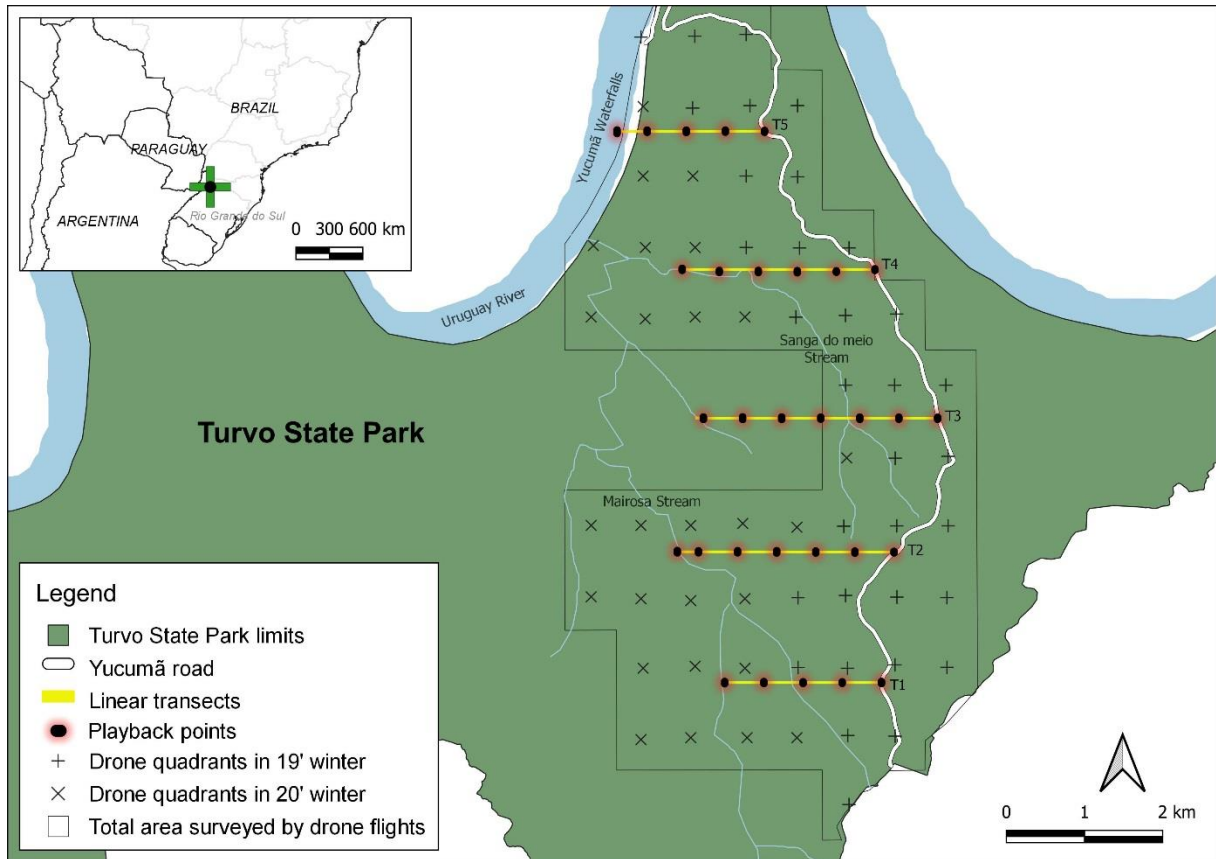 BRAZIL
PARAGUAY
ARGENTINA
Rio Grande do Sul
0 300 600 km
Yucumã Waterfalls
Uruguay River
T5
T4
Sanga do meio
Stream
T3
Turvo State Park
Mairosa Stream
T2
T1
Legend
Turvo State Park limits
Yucumã road
Linear transects
Playback points
Drone quadrants in 19' winter
Drone quadrants in 20' winter
Total area surveyed by drone flights
0 1 2 km